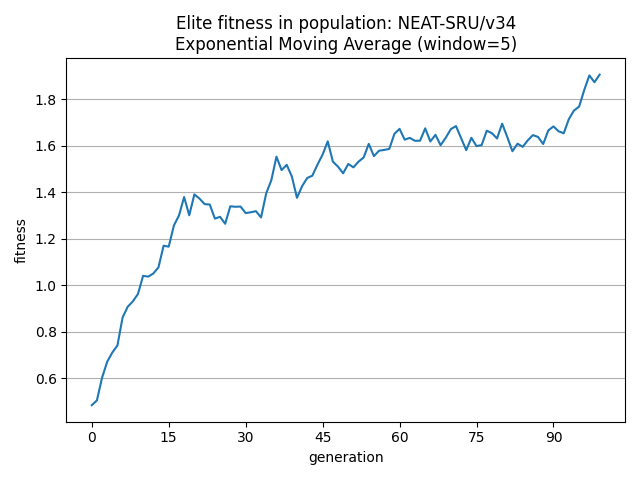 Elite fitness in population: NEAT-SRU/v34
Exponential Moving Average (window=5)
fitness
1.8
1.6
1.4
1.2
1.0
0.8
0.6
0 15 30 45 60 75 90
generation